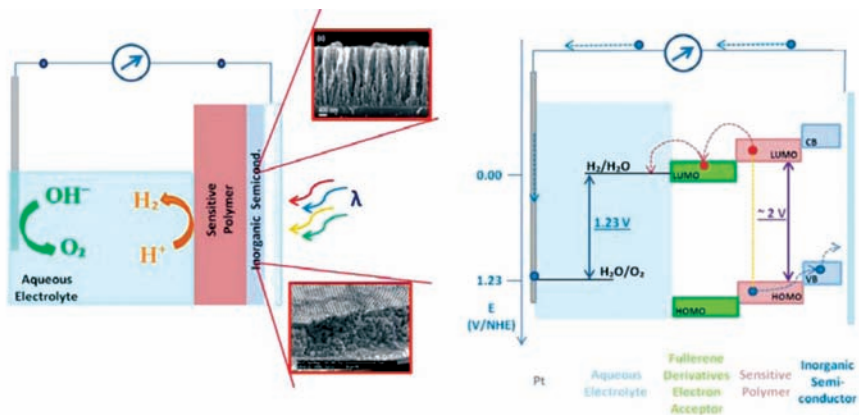 OH⁻
O₂
H₂
H⁺
Aqueous
Electrolyte
Sensitive
Polymer
Inorganic Semicond.
λ
0.00
1.23
E
(V/NHE)
H₂/H₂O
1.23 V
H₂O/O₂
LUMO
HOMO
LUMO
~ 2 V
HOMO
CB
VB
Pt
Aqueous
Electrolyte
Fullerene
Derivatives
Electron
Acceptor
Sensitive
Polymer
Inorganic
Semi-
conductor